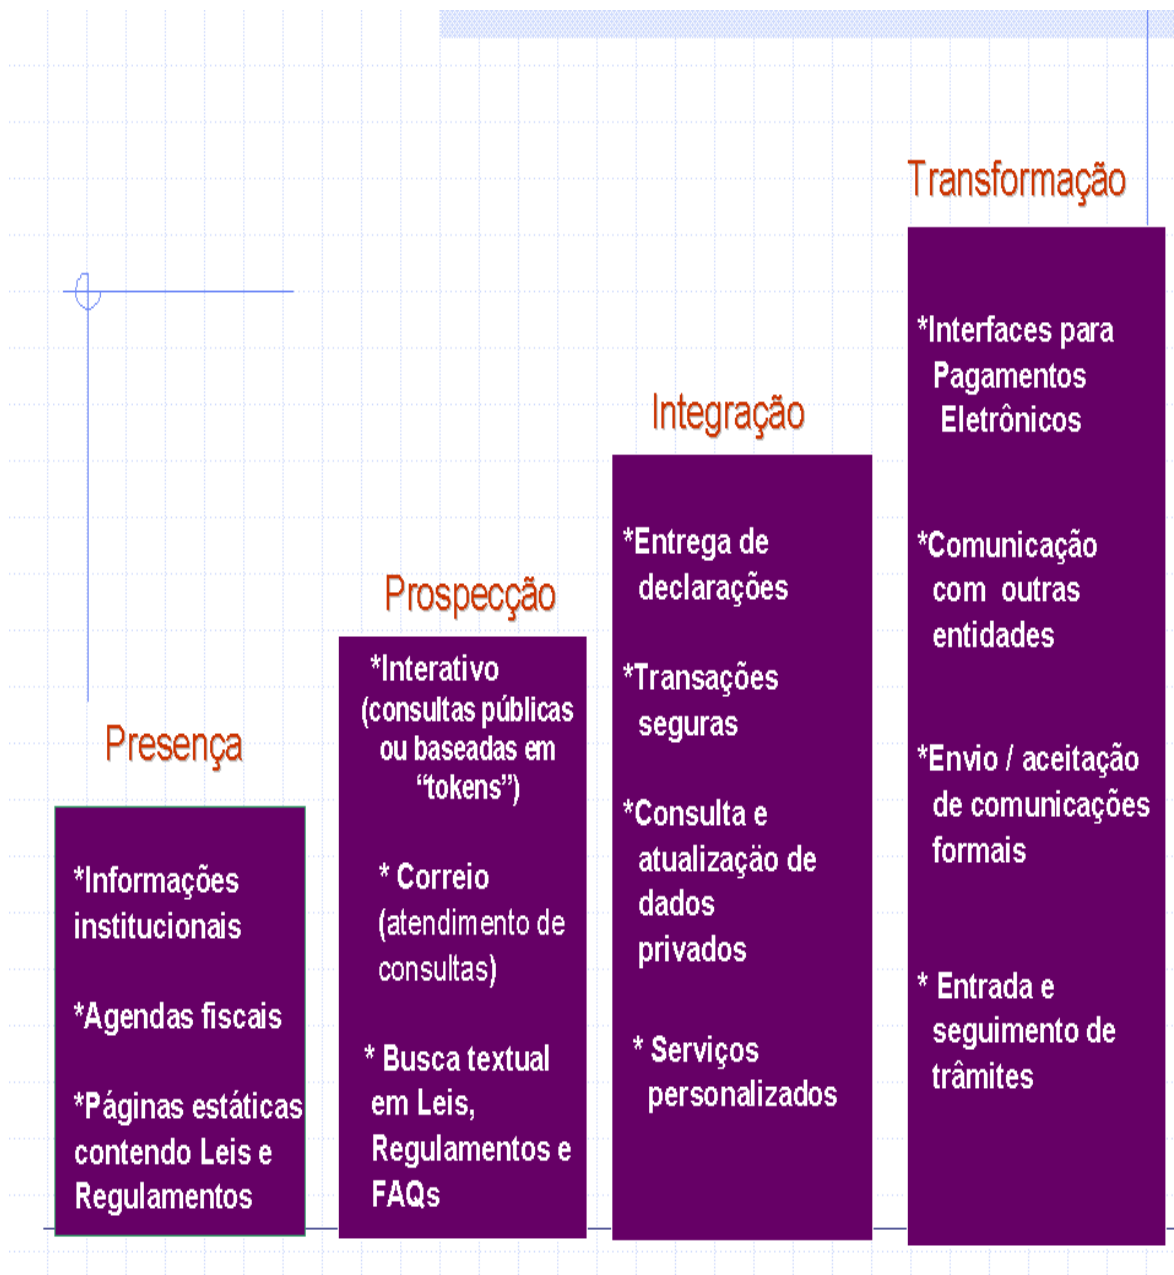 Presença
*Informações
institucionais
*Agendas fiscais
*Páginas estáticas
contendo Leis e
Regulamentos
Prospecção
*Interativo
(consultas públicas
ou baseadas em
“tokens”)
* Correio
(atendimento de
consultas)
* Busca textual
em Leis,
Regulamentos e
FAQs
Integração
*Entrega de
declarações
*Transações
seguras
*Consulta e
atualizaçäo de
dados
privados
* Serviços
personalizados
Transformação
*Interfaces para
Pagamentos
Eletrônicos
*Comunicação
com outras
entidades
*Envio / aceitação
de comunicações
formais
* Entrada e
seguimento de
trâmites